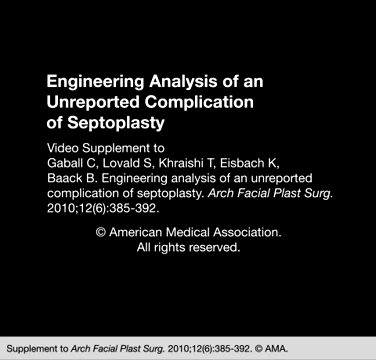 Engineering Analysis of an
Unreported Complication
of Septoplasty
Video Supplement to
Gaball C, Lovald S, Khraishi T, Eisbach K,
Baack B. Engineering analysis of an unreported
complication of septoplasty. Arch Facial Plast Surg.
2010;12(6):385-392.
© American Medical Association.
All rights reserved.
Supplement to Arch Facial Plast Surg. 2010;12(6):385-392. © AMA.